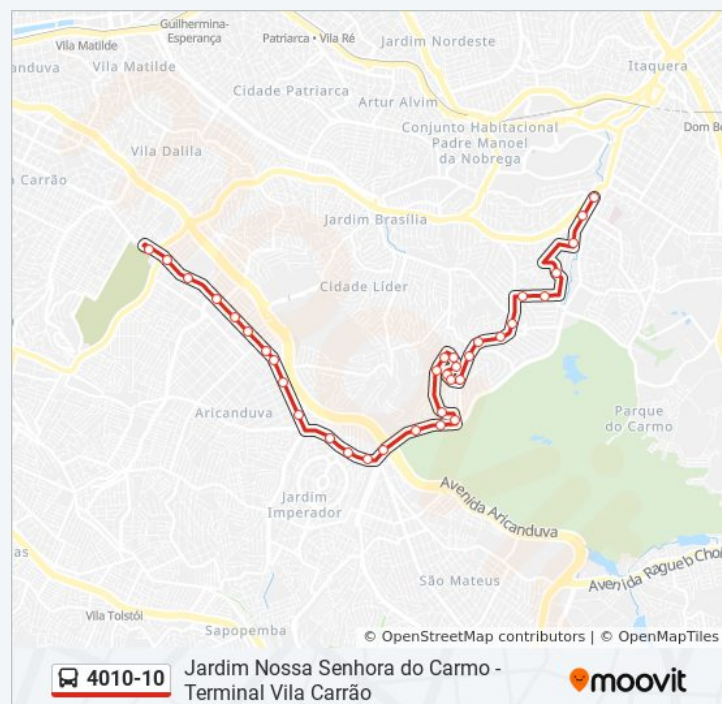 Guilhermina-
Esperança
Vila Matilde
Patriarca • Vila Ré
Jardim Nordeste
Itaquera
canduva
Vila Matilde
Cidade Patriarca
Artur Alvim
Conjunto Habitacional
Padre Manoel
da Nobrega
Dom Bo
Vila Dalila
Carrão
Jardim Brasília
Cidade Líder
Aricanduva
Parque
do Carmo
Jardim
Imperador
Avenida Aricanduva
São Mateus
Avenida Ragueb Cho
as
Vila Tolstói
Sapopemba
© OpenStreetMap contributors | © OpenMapTiles
4010-10
Jardim Nossa Senhora do Carmo -
Terminal Vila Carrão
moovit